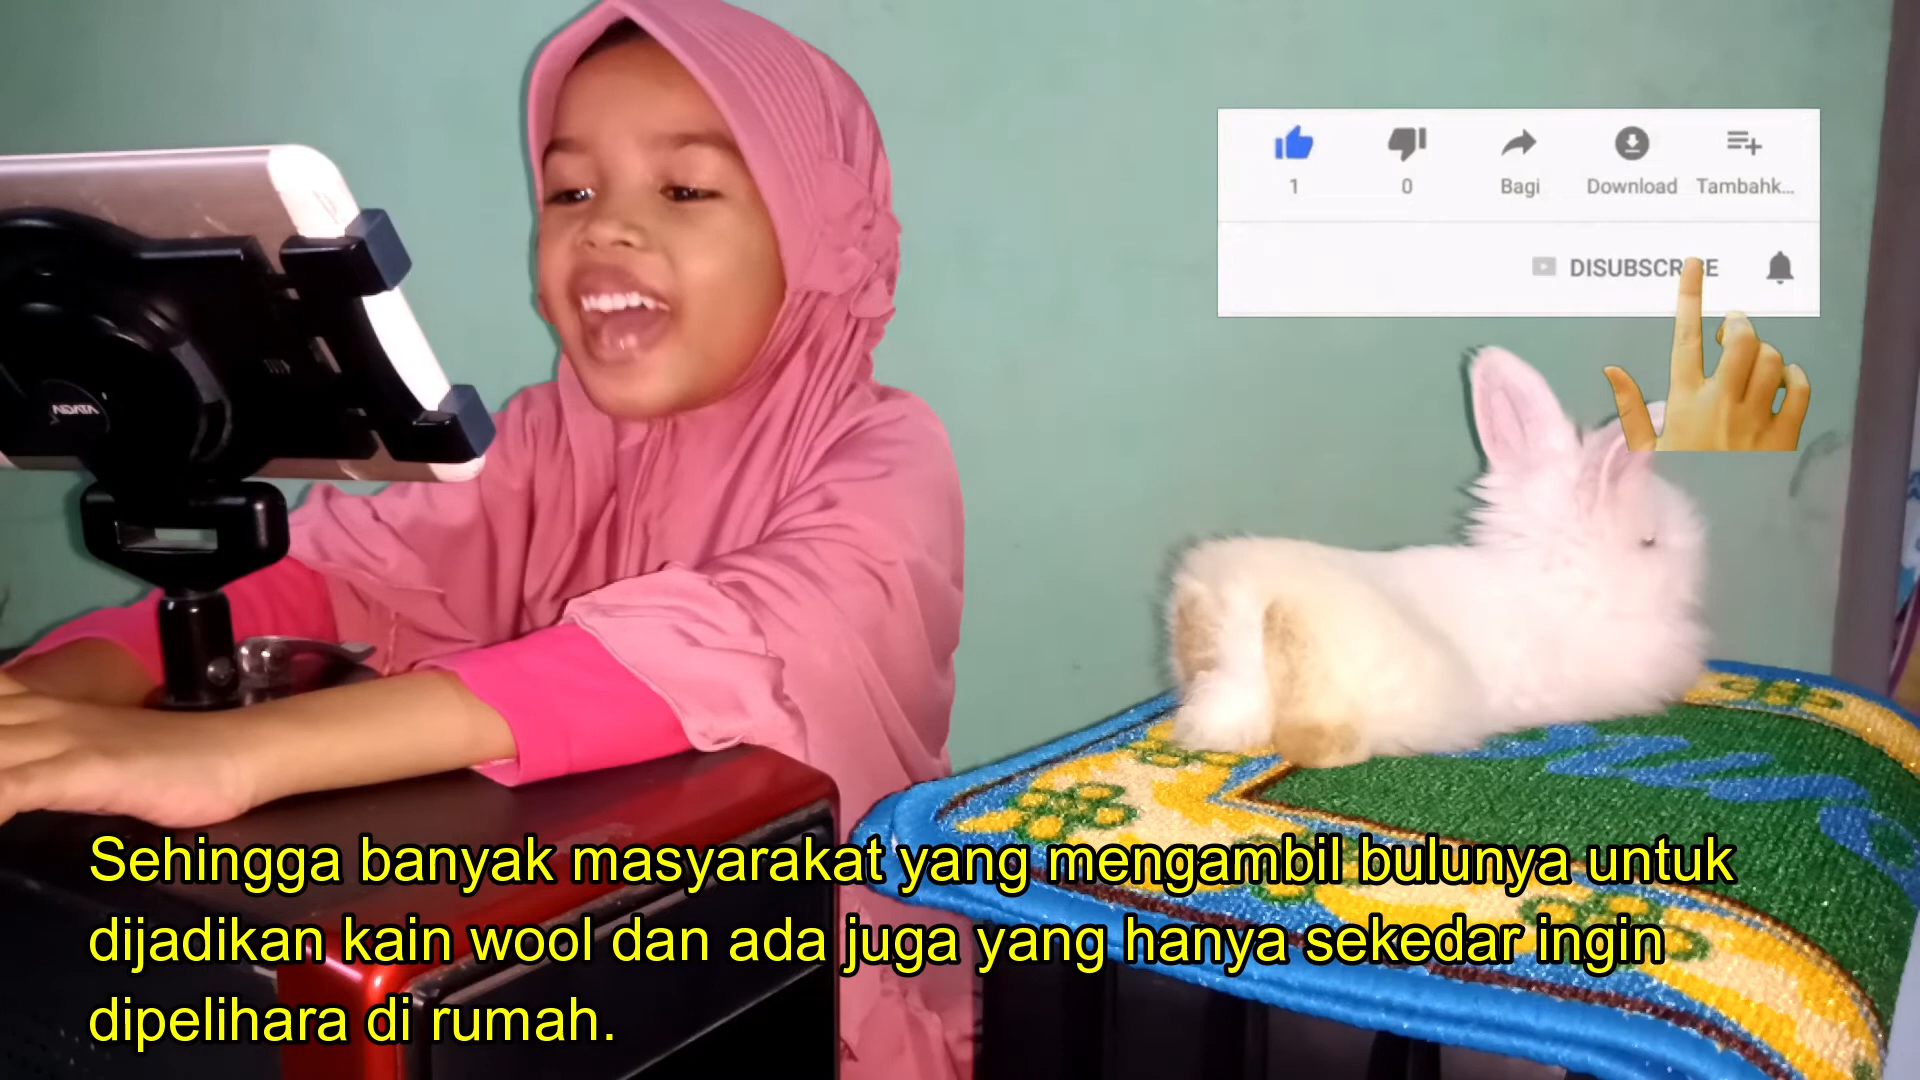 1
0
Bagi
Download
Tambahk...
Sehingga banyak masyarakat yang mengambil bulunya untuk
dijadikan kain wool dan ada juga yang hanya sekedar ingin
dipelihara di rumah.